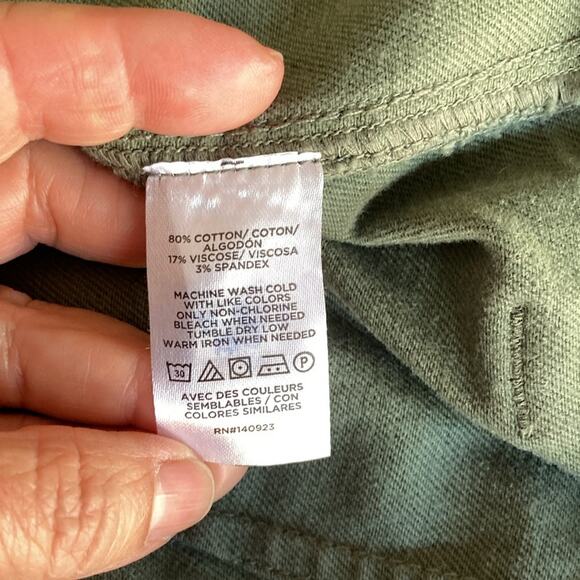 80% COTTON/ COTON/
ALGODÓN
17% VISCOSE/ VISCOSA
3% SPANDEX
MACHINE WASH COLD
WITH LIKE COLORS
ONLY NON-CHLORINE
BLEACH WHEN NEEDED
TUMBLE DRY LOW
WARM IRON WHEN NEEDED
30 P
AVEC DES COULEURS
SEMBLABLES / CON
COLORES SIMILARES
RN#140923